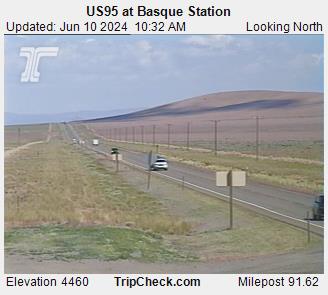 US95 at Basque Station
Updated: Jun 10 2024 10:32 AM Looking North
Elevation 4460 TripCheck.com Milepost 91.62